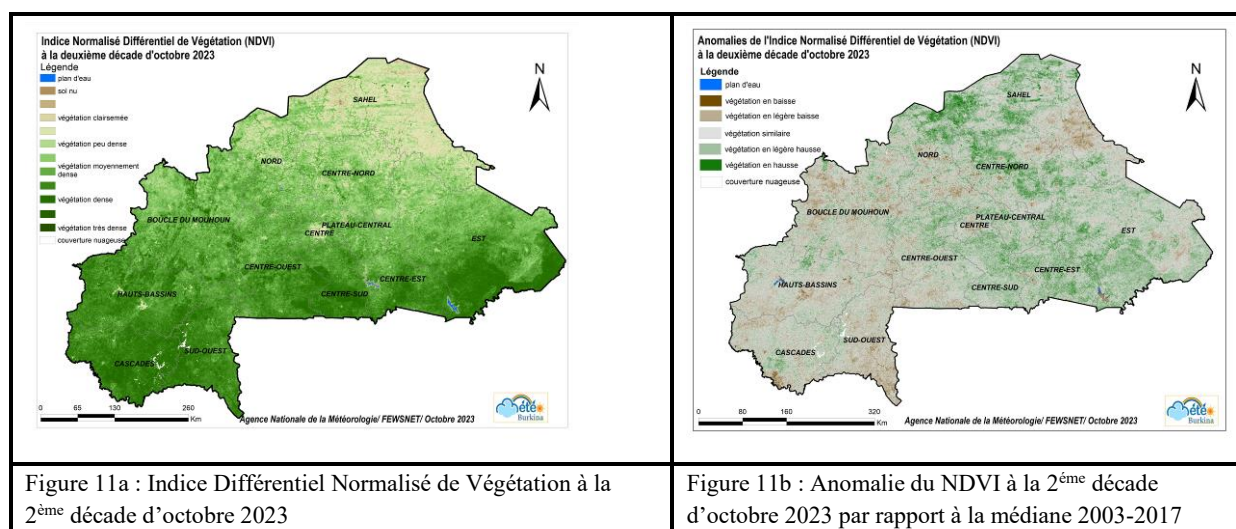 Indice Normalisé Différentiel de Végétation (NDVI)
à la deuxième décade d'octobre 2023
Légende
plan d'eau
sol nu
végétation clairsemée
végétation peu dense
végétation moyennement
dense
végétation dense
végétation très dense
couverture nuageuse
N
SAHEL
NORD
CENTRE-NORD
BOUCLE DU MOUHOUN
PLATEAU-CENTRAL
CENTRE
EST
CENTRE-OUEST
CENTRE-EST
HAUTS-BASSINS
CENTRE-SUD
SUD-OUEST
CASCADES
0 65 130 260
Km
Agence Nationale de la Météorologie/ FEWSNET/ Octobre 2023
Météo
Burkina
Anomalies de l'Indice Normalisé Différentiel de Végétation (NDVI)
à la deuxième décade d'octobre 2023
Légende
plan d'eau
végétation en baisse
végétation en légère baisse
végétation similaire
végétation en légère hausse
végétation en hausse
couverture nuageuse
N
SAHEL
NORD
CENTRE-NORD
BOUCLE DU MOUHOUN
PLATEAU-CENTRAL
CENTRE
EST
CENTRE-OUEST
CENTRE-EST
HAUTS-BASSINS
CENTRE-SUD
SUD-OUEST
CASCADES
0 80 160 320
Km
Agence Nationale de la Météorologie/ FEWSNET/ Octobre 2023
Météo
Burkina
Figure 11a : Indice Différentiel Normalisé de Végétation à la
2ème décade d'octobre 2023
Figure 11b : Anomalie du NDVI à la 2éme décade
d'octobre 2023 par rapport à la médiane 2003-2017